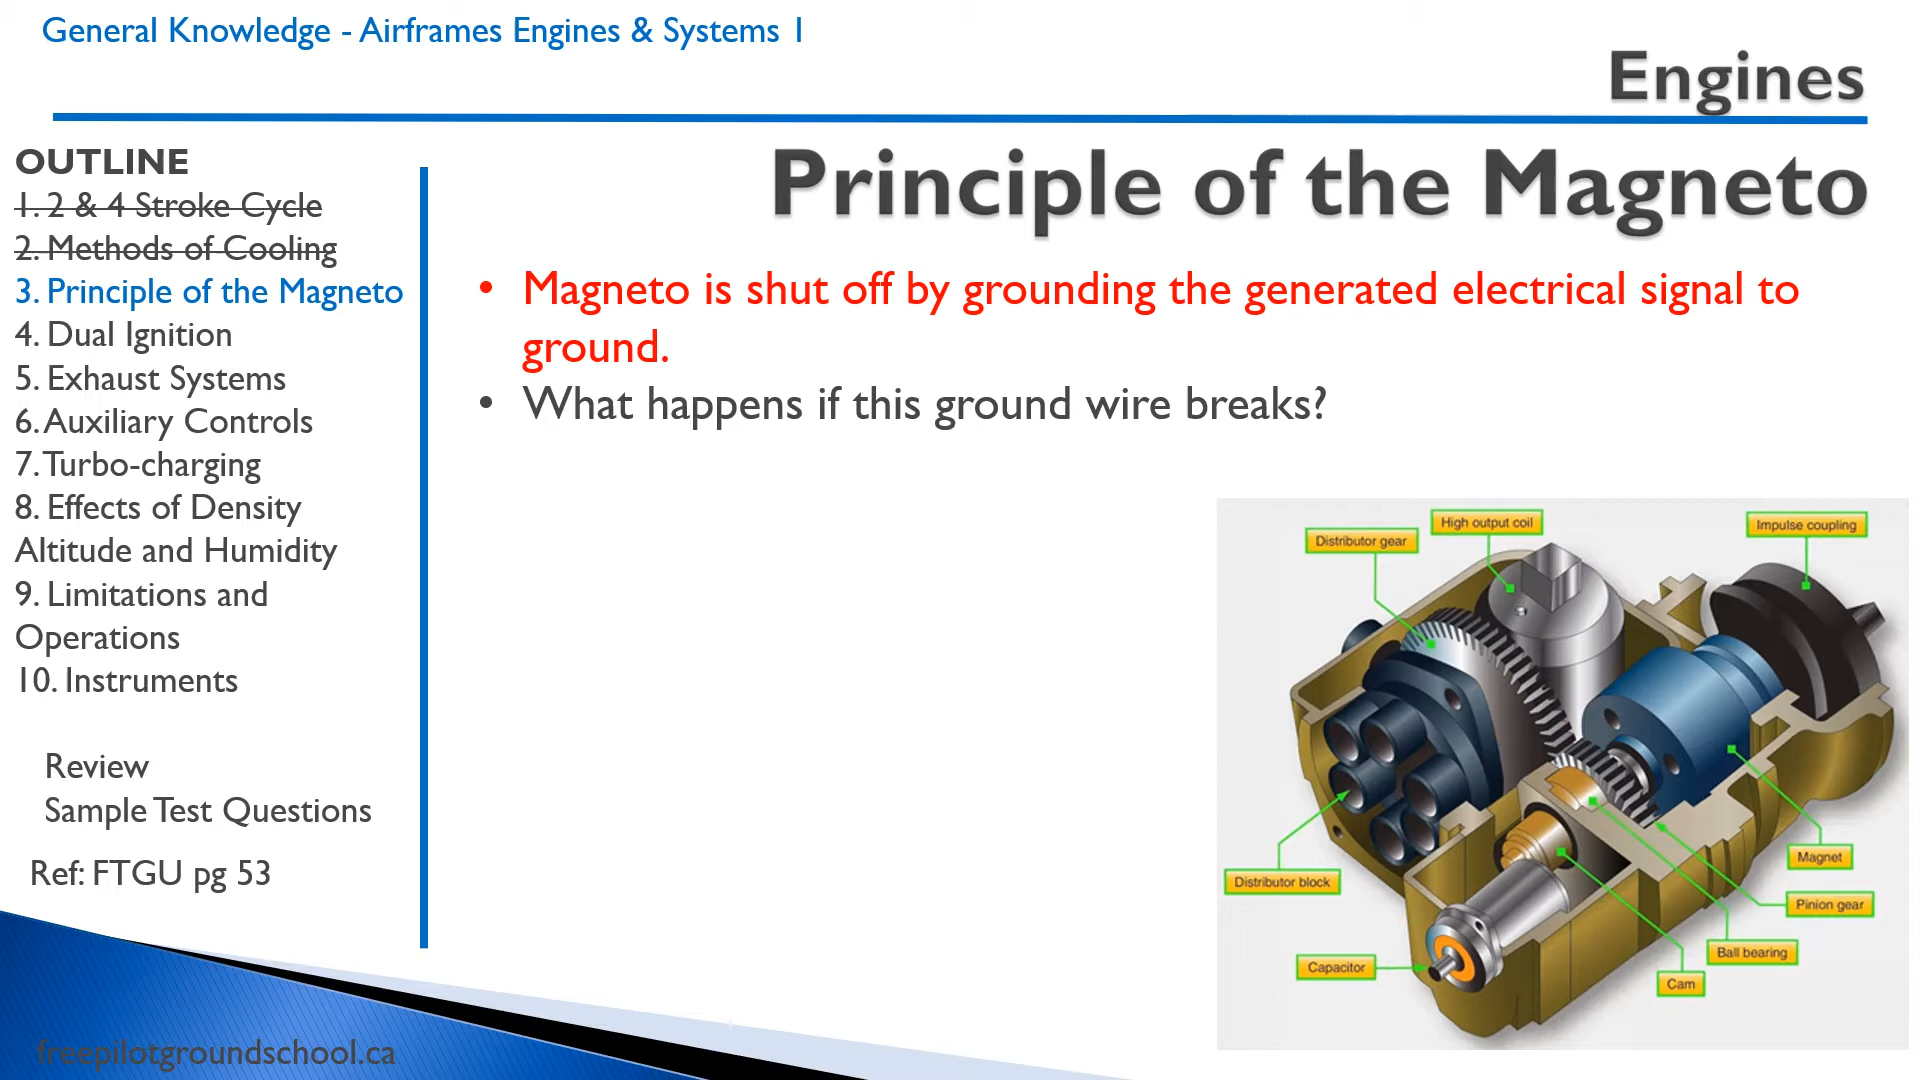 General Knowledge - Airframes Engines & Systems 1
Engines
OUTLINE
1. 2 & 4 Stroke Cycle
2. Methods of Cooling
3. Principle of the Magneto
4. Dual Ignition
5. Exhaust Systems
6. Auxiliary Controls
7. Turbo-charging
8. Effects of Density
Altitude and Humidity
9. Limitations and
Operations
10. Instruments
Review
Sample Test Questions
Ref: FTGU pg 53
freepilotgroundschool.ca
Principle of the Magneto
• Magneto is shut off by grounding the generated electrical signal to
ground.
• What happens if this ground wire breaks?
High output coil
Impulse coupling
Distributor gear
Magnet
Distributor block
Pinion gear
Ball bearing
Capacitor
Cam